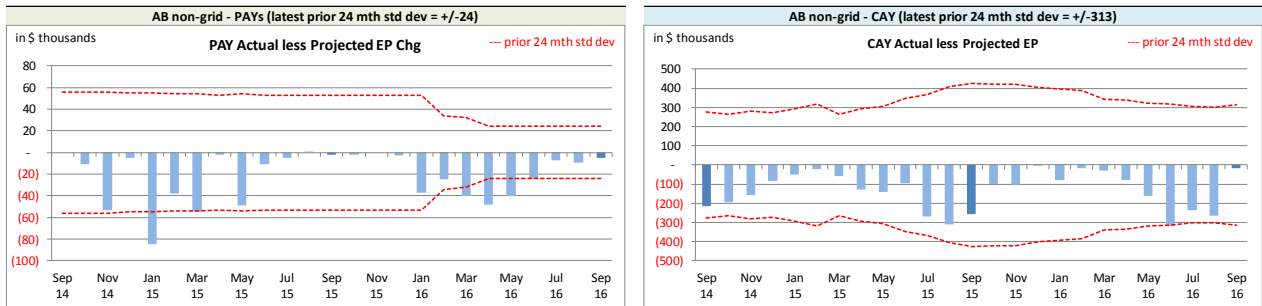 AB non-grid - PAYs (latest prior 24 mth std dev = +/-24)
in $ thousands
PAY Actual less Projected EP Chg
--- prior 24 mth std dev
80
60
40
20
-
(20)
(40)
(60)
(80)
(100)
Sep Nov Jan Mar May Jul Sep Nov Jan Mar May Jul Sep
14 14 15 15 15 15 15 15 16 16 16 16 16
AB non-grid - CAY (latest prior 24 mth std dev = +/-313)
in $ thousands
CAY Actual less Projected EP
--- prior 24 mth std dev
500
400
300
200
100
-
(100)
(200)
(300)
(400)
(500)
Sep Nov Jan Mar May Jul Sep Nov Jan Mar May Jul Sep
14 14 15 15 15 15 15 15 16 16 16 16 16